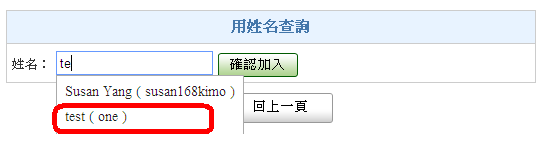 用姓名查詢
姓名： te 確認加入
Susan Yang ( susan168kimo )
test ( one )
回上一頁